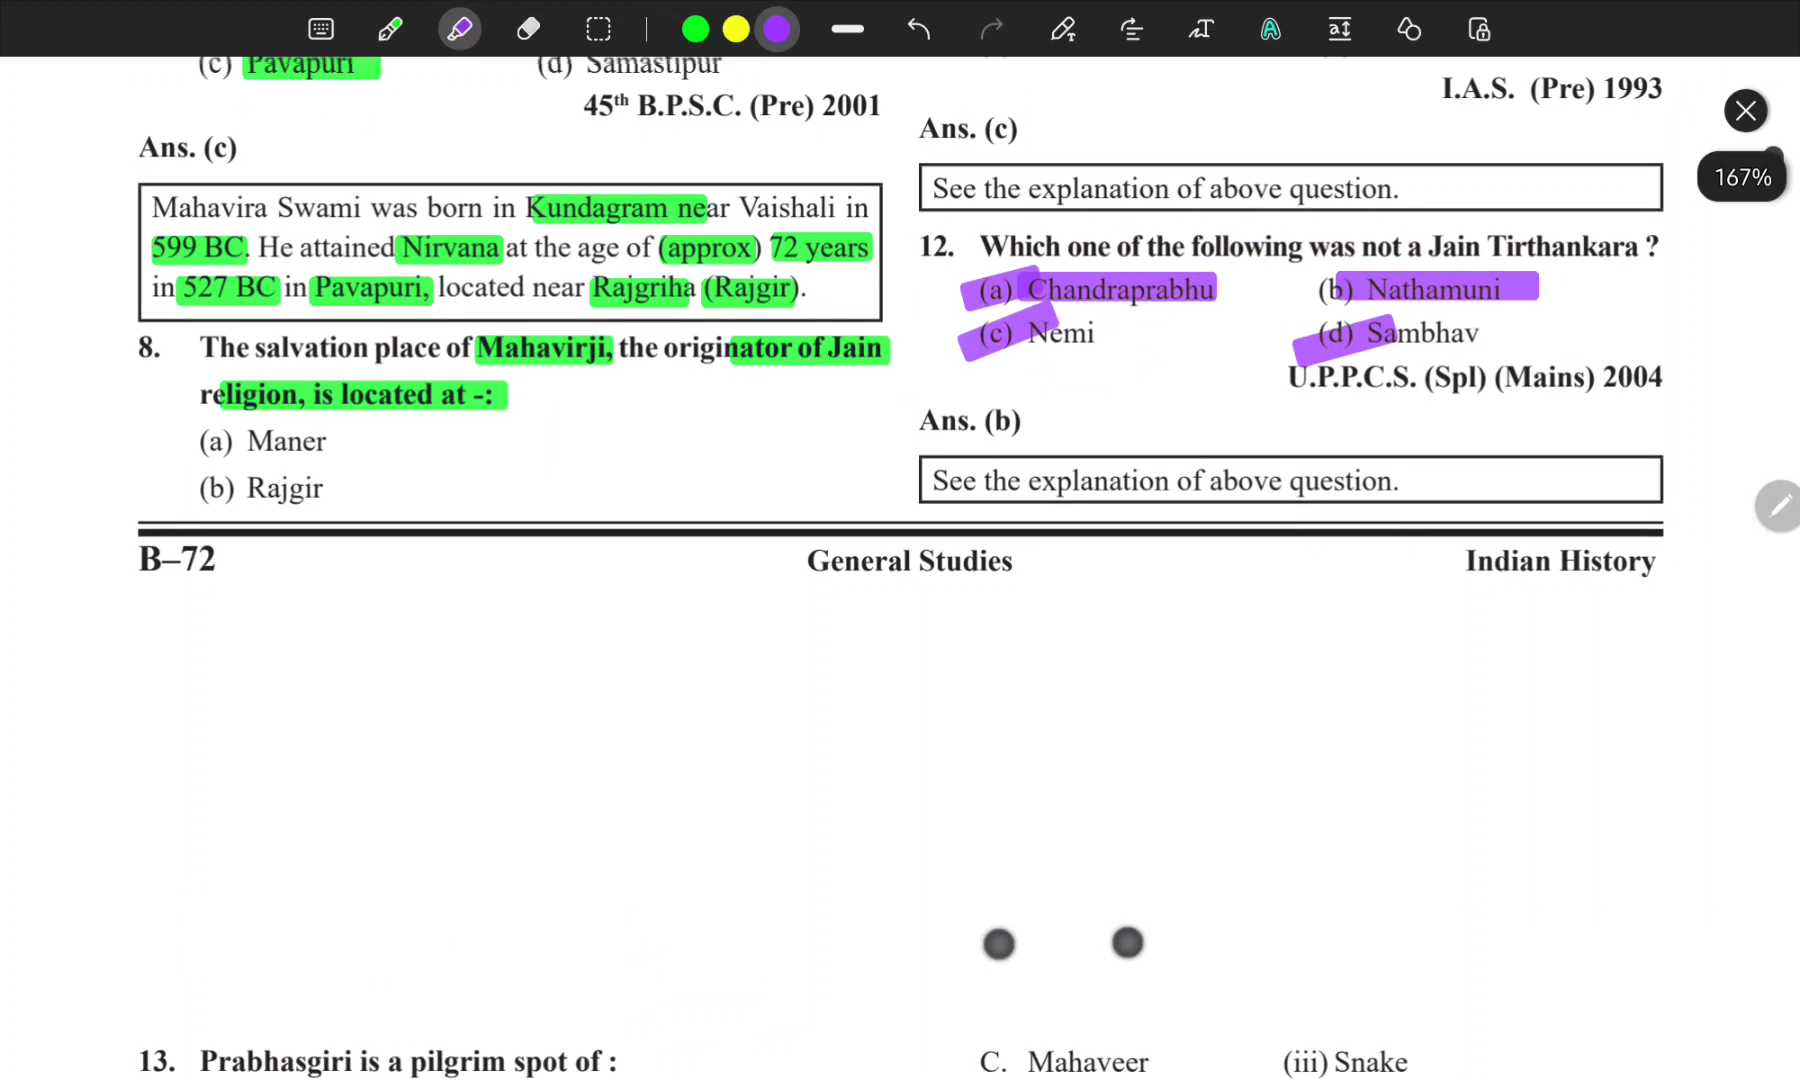 167%
(c) Pavapuri (d) Samastipur
45th B.P.S.C. (Pre) 2001
Ans. (c)
Mahavira Swami was born in Kundagram near Vaishali in
599 BC. He attained Nirvana at the age of (approx) 72 years
in 527 BC in Pavapuri, located near Rajgriha (Rajgir).
8. The salvation place of Mahavirji, the originator of Jain
religion, is located at -:
(a) Maner
(b) Rajgir
I.A.S. (Pre) 1993
Ans. (c)
See the explanation of above question.
12. Which one of the following was not a Jain Tirthankara ?
(a) Chandraprabhu (b) Nathamuni
(c) Nemi (d) Sambhav
U.P.P.C.S. (Spl) (Mains) 2004
Ans. (b)
See the explanation of above question.
B–72 General Studies Indian History
13. Prabhasgiri is a pilgrim spot of :
C. Mahaveer (iii) Snake